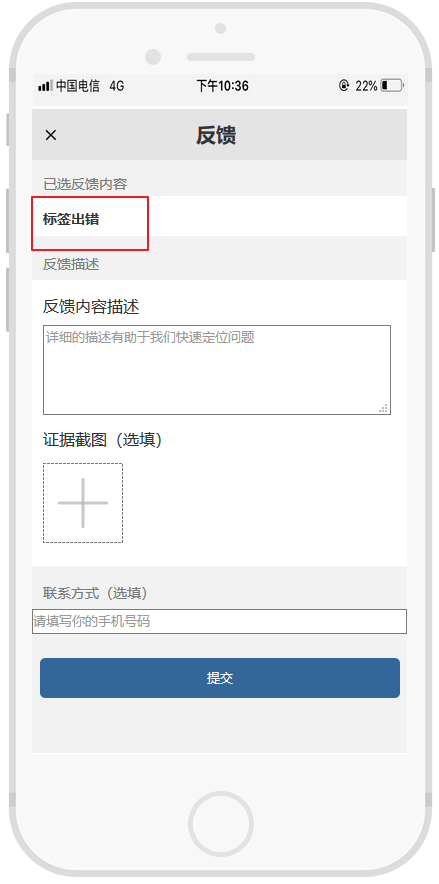 中国电信 4G 下午10:36 22%
× 反馈
已选反馈内容
标签出错
反馈描述
反馈内容描述
详细的描述有助于我们快速定位问题
证据截图（选填）
联系方式（选填）
请填写你的手机号码
提交